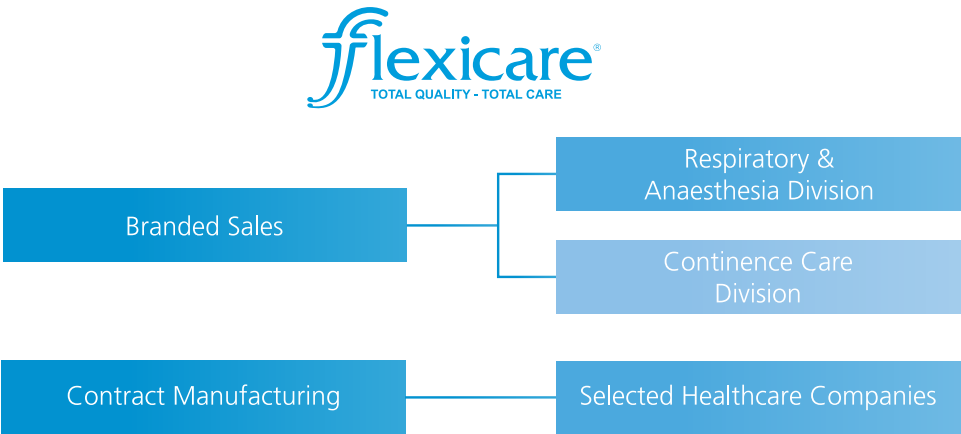 flexicare®
TOTAL QUALITY - TOTAL CARE
Respiratory &
Anaesthesia Division
Branded Sales
Continence Care
Division
Contract Manufacturing
Selected Healthcare Companies